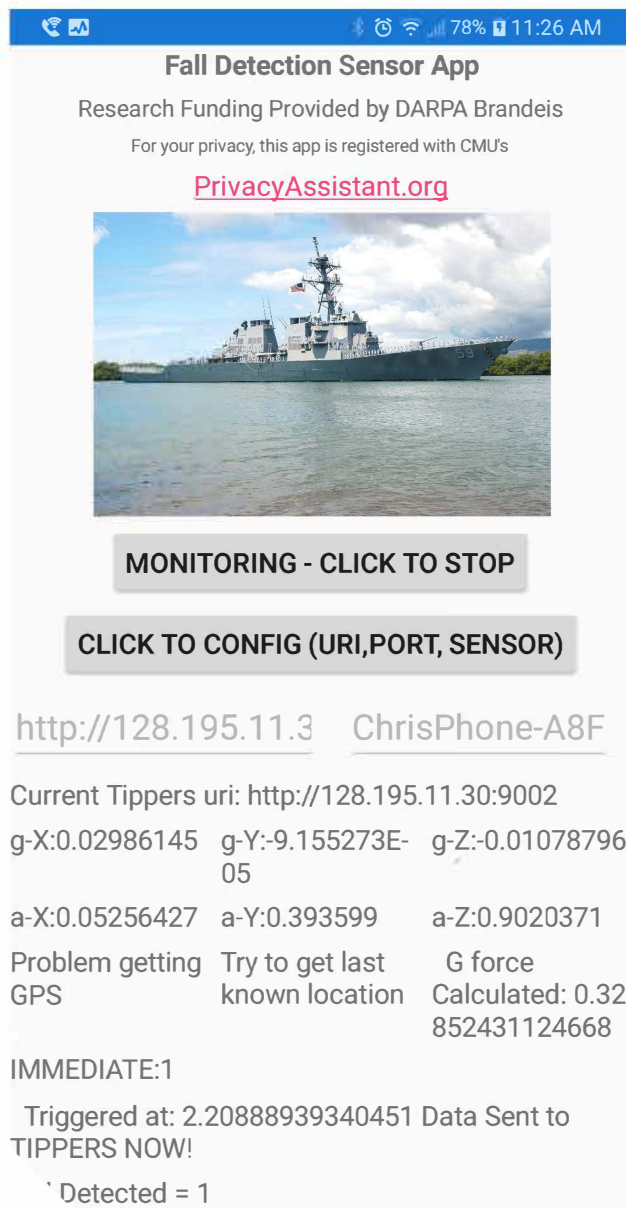 78% 11:26 AM
Fall Detection Sensor App
Research Funding Provided by DARPA Brandeis
For your privacy, this app is registered with CMU's
PrivacyAssistant.org
59
MONITORING - CLICK TO STOP
CLICK TO CONFIG (URI,PORT, SENSOR)
http://128.195.11.3 ChrisPhone-A8F
Current Tippers uri: http://128.195.11.30:9002
g-X:0.02986145 g-Y:-9.155273E-05 g-Z:-0.01078796
a-X:0.05256427 a-Y:0.393599 a-Z:0.9020371
Problem getting GPS
Try to get last known location
G force Calculated: 0.32852431124668
IMMEDIATE:1
Triggered at: 2.20888939340451 Data Sent to
TIPPERS NOW!
Detected = 1